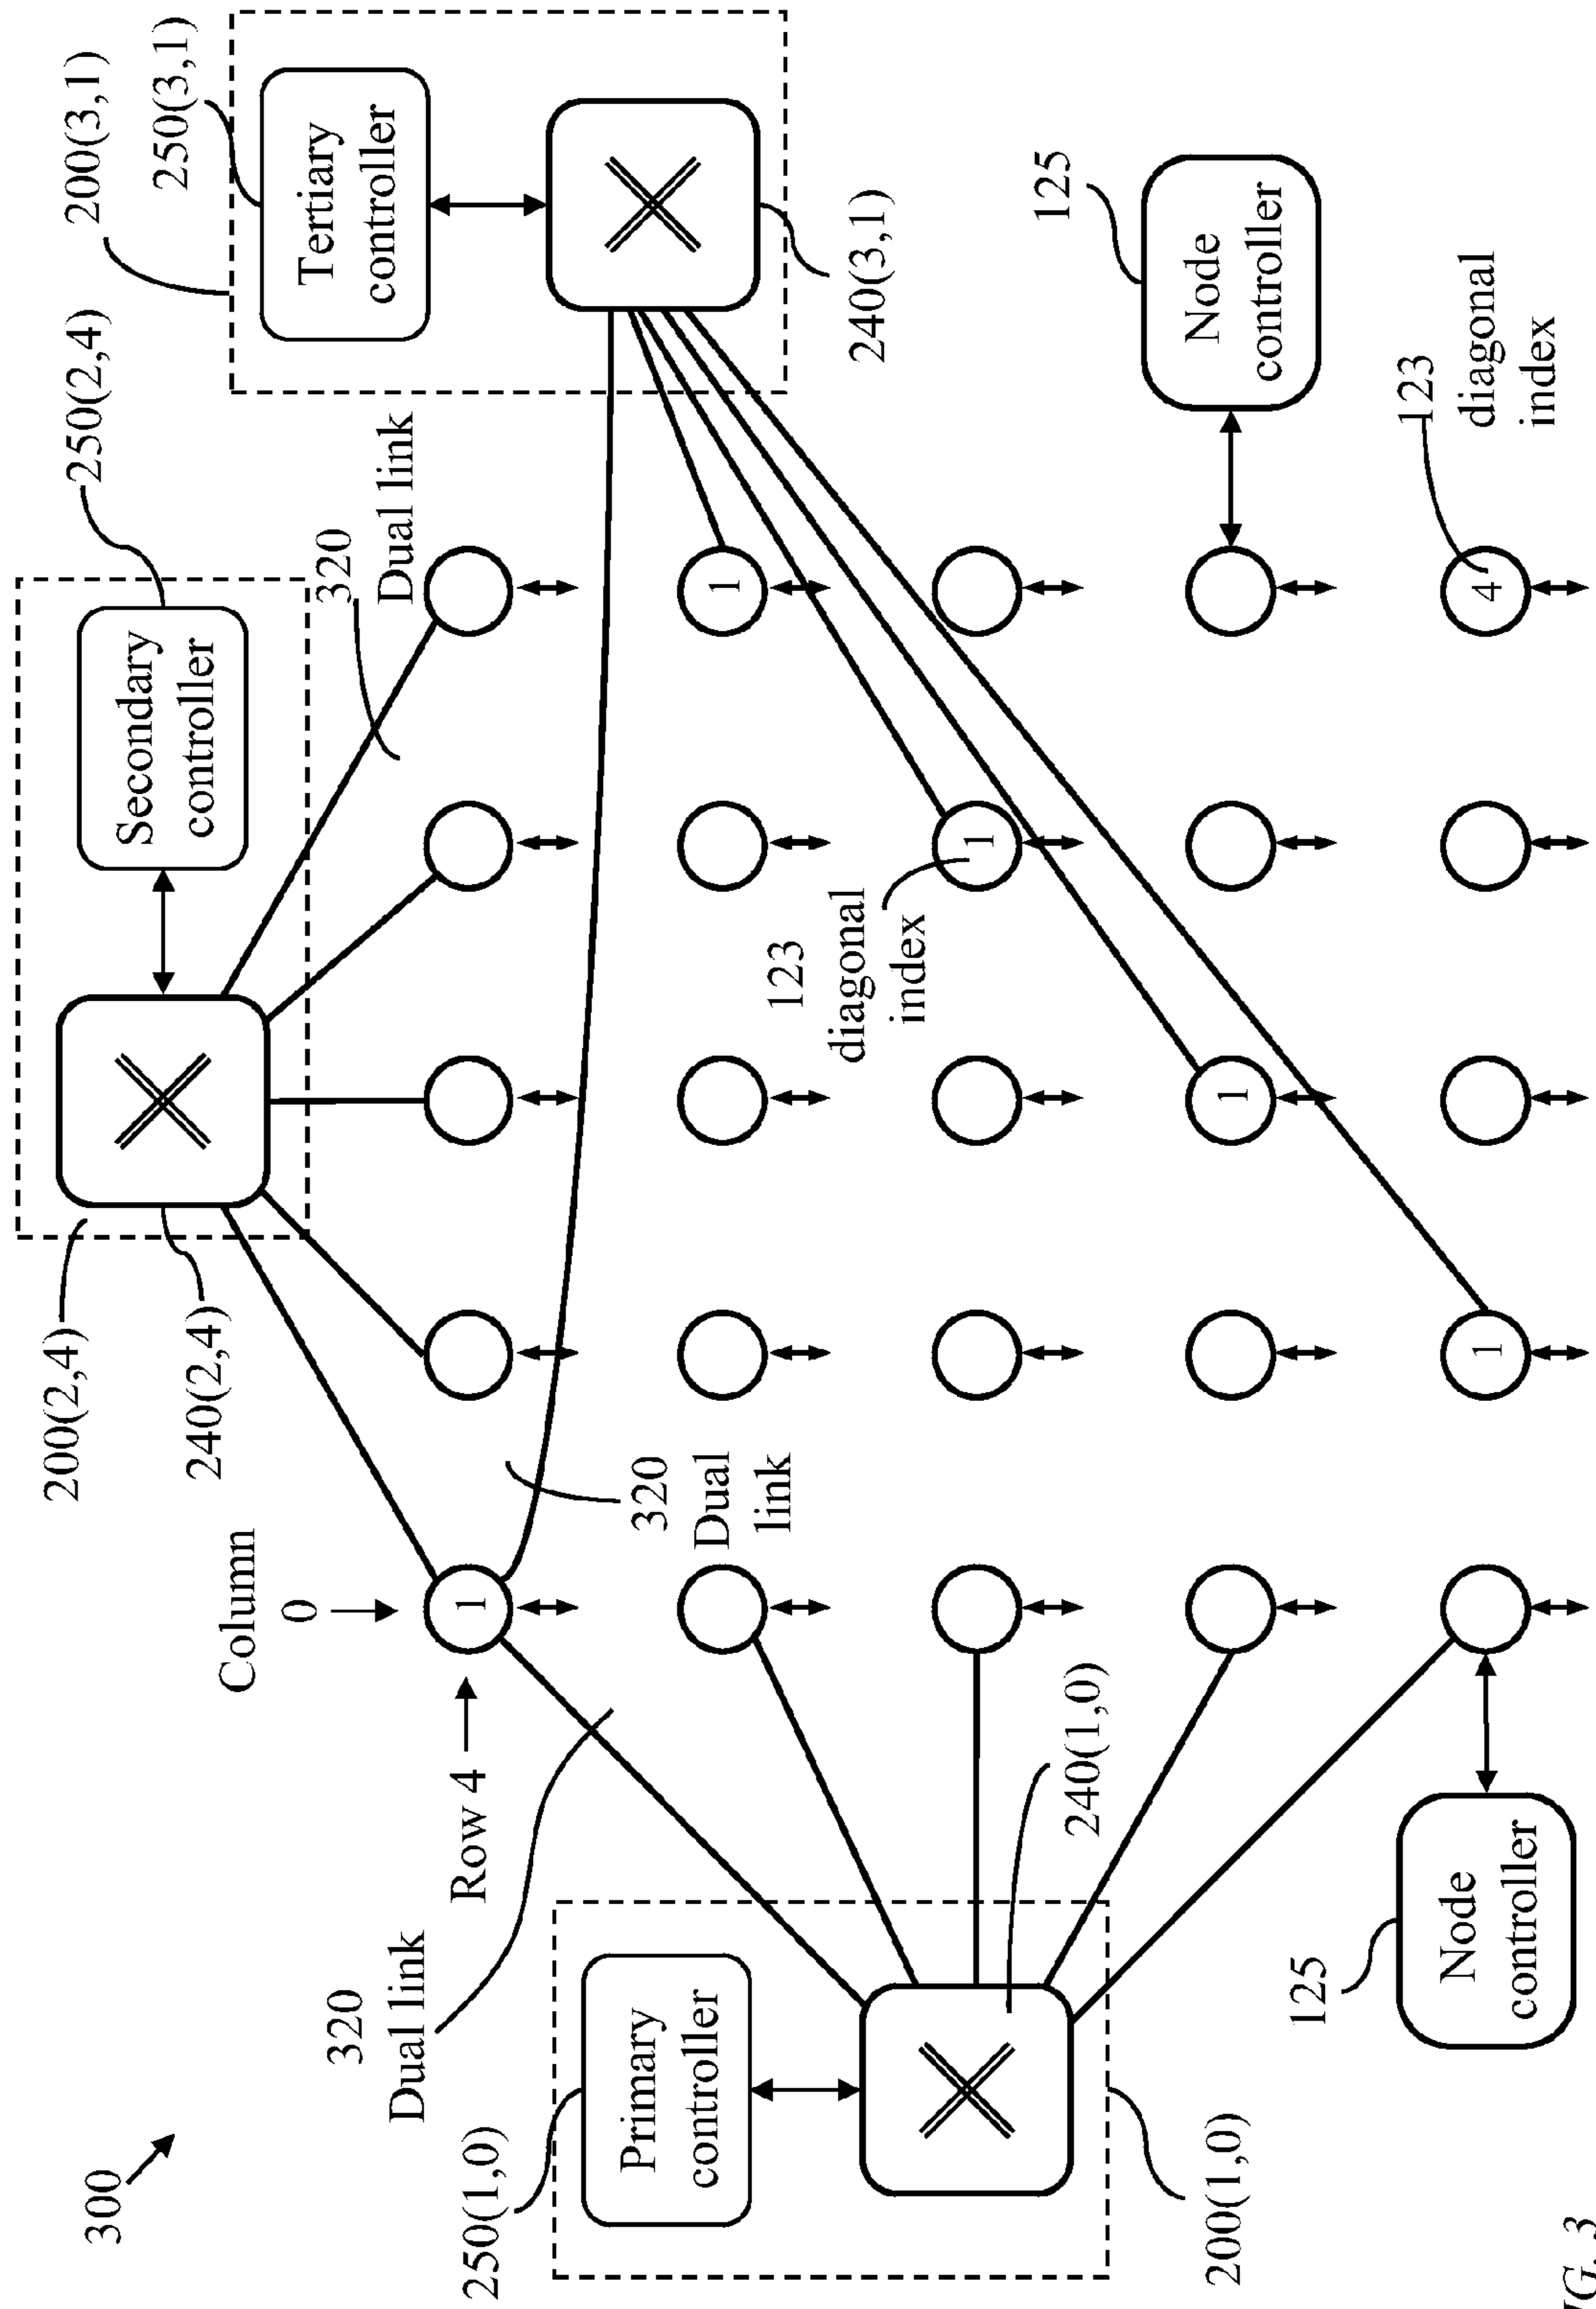 300
200(2,4)
250(2,4)
200(3,1)
Secondary
controller
240(2,4)
250(3,1)
Column
0
Tertiary
controller
320
Dual link
320
Dual link
Row 4
1
250(1,0)
Primary
controller
320
Dual
link
1
123
diagonal
index
240(3,1)
1
125
240(1,0)
Node
controller
200(1,0)
1
125
123
diagonal
index
Node
controller
1
4
FIG. 3